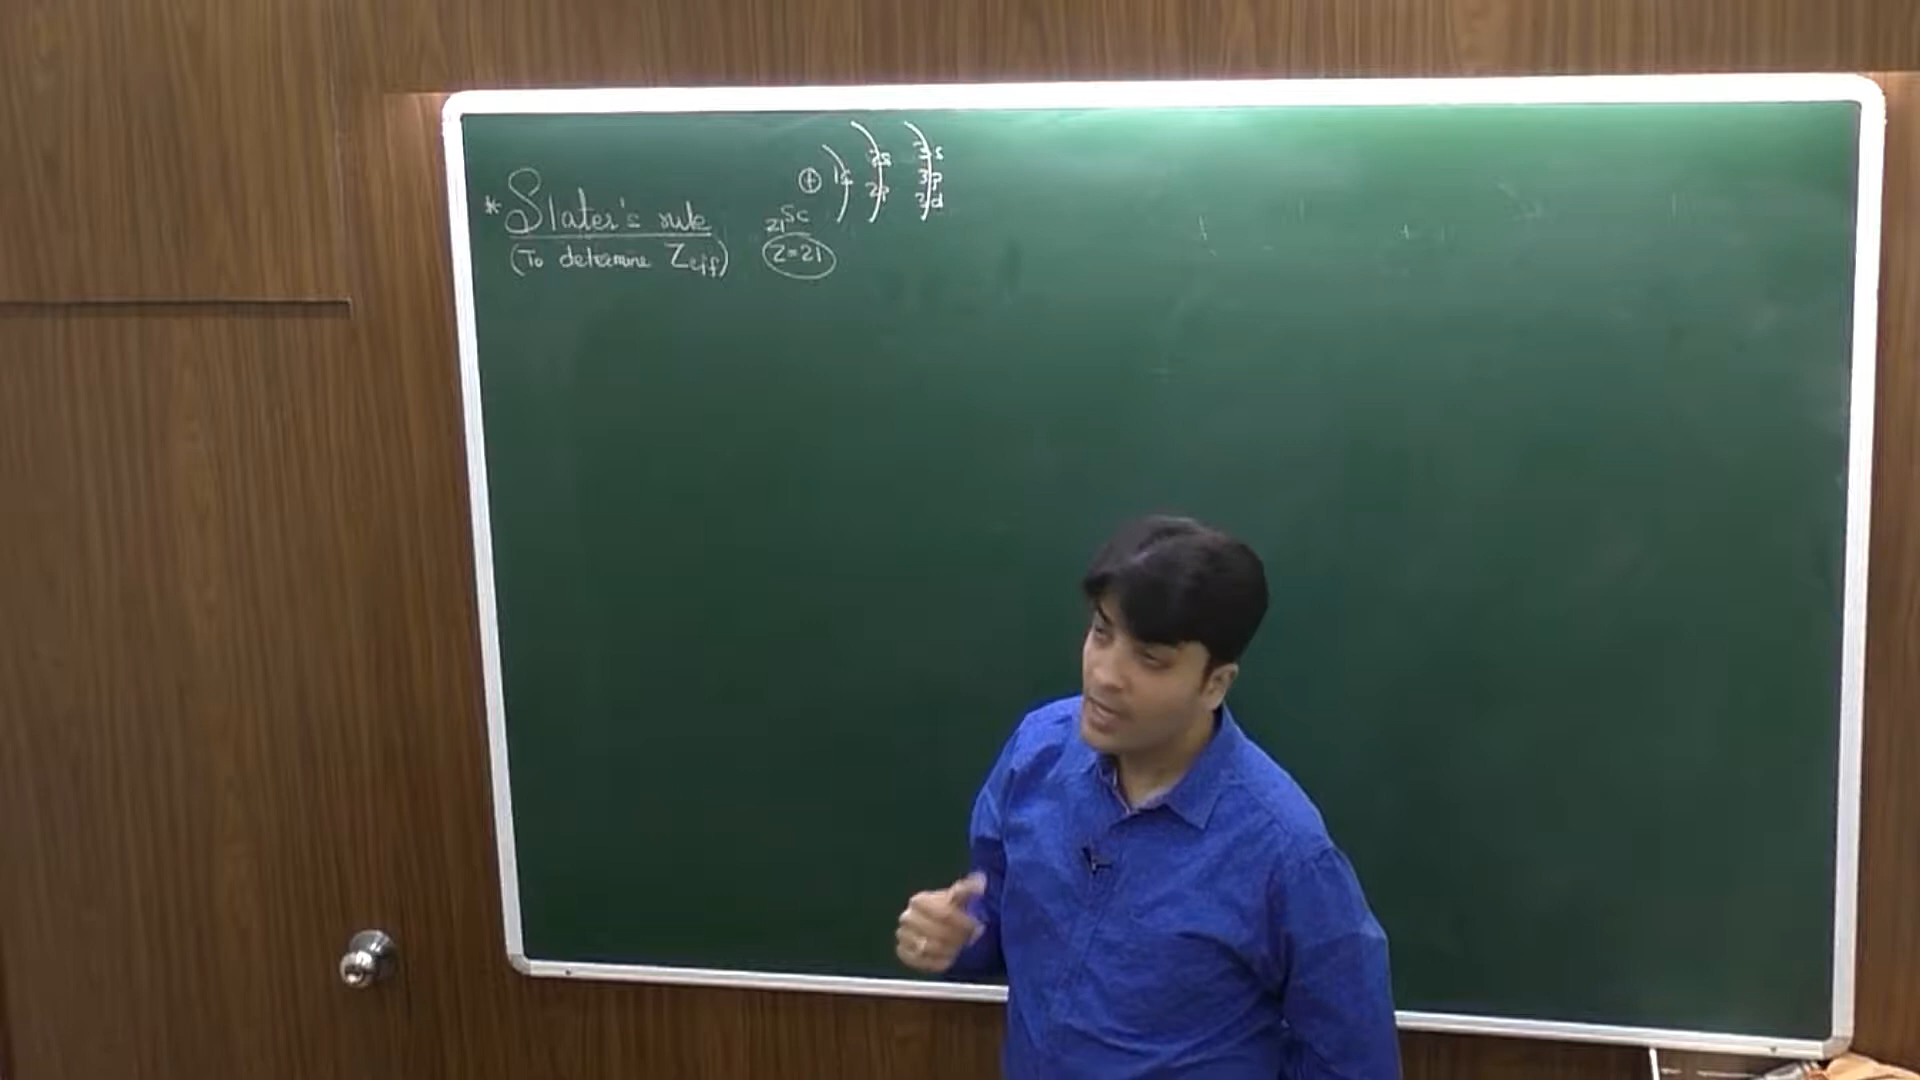 * Slater's rule
(To determine Zeff)
21Sc
Z=21
⊕ 1s 2s 3s
2p 3p
3d